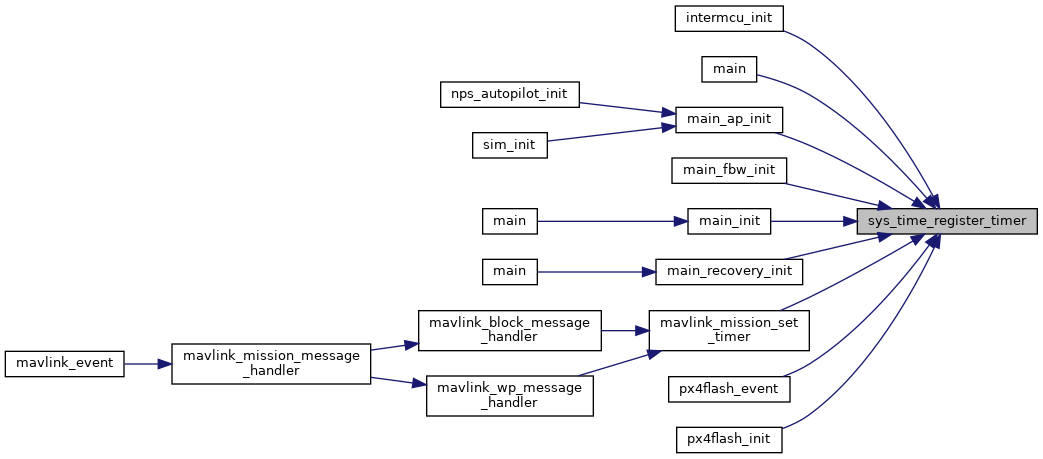 intermcu_init
main
nps_autopilot_init
main_ap_init
sim_init
main_fbw_init
sys_time_register_timer
main
main_init
main
main_recovery_init
mavlink_block_message
_handler
mavlink_mission_set
_timer
mavlink_event
mavlink_mission_message
_handler
mavlink_wp_message
_handler
px4flash_event
px4flash_init